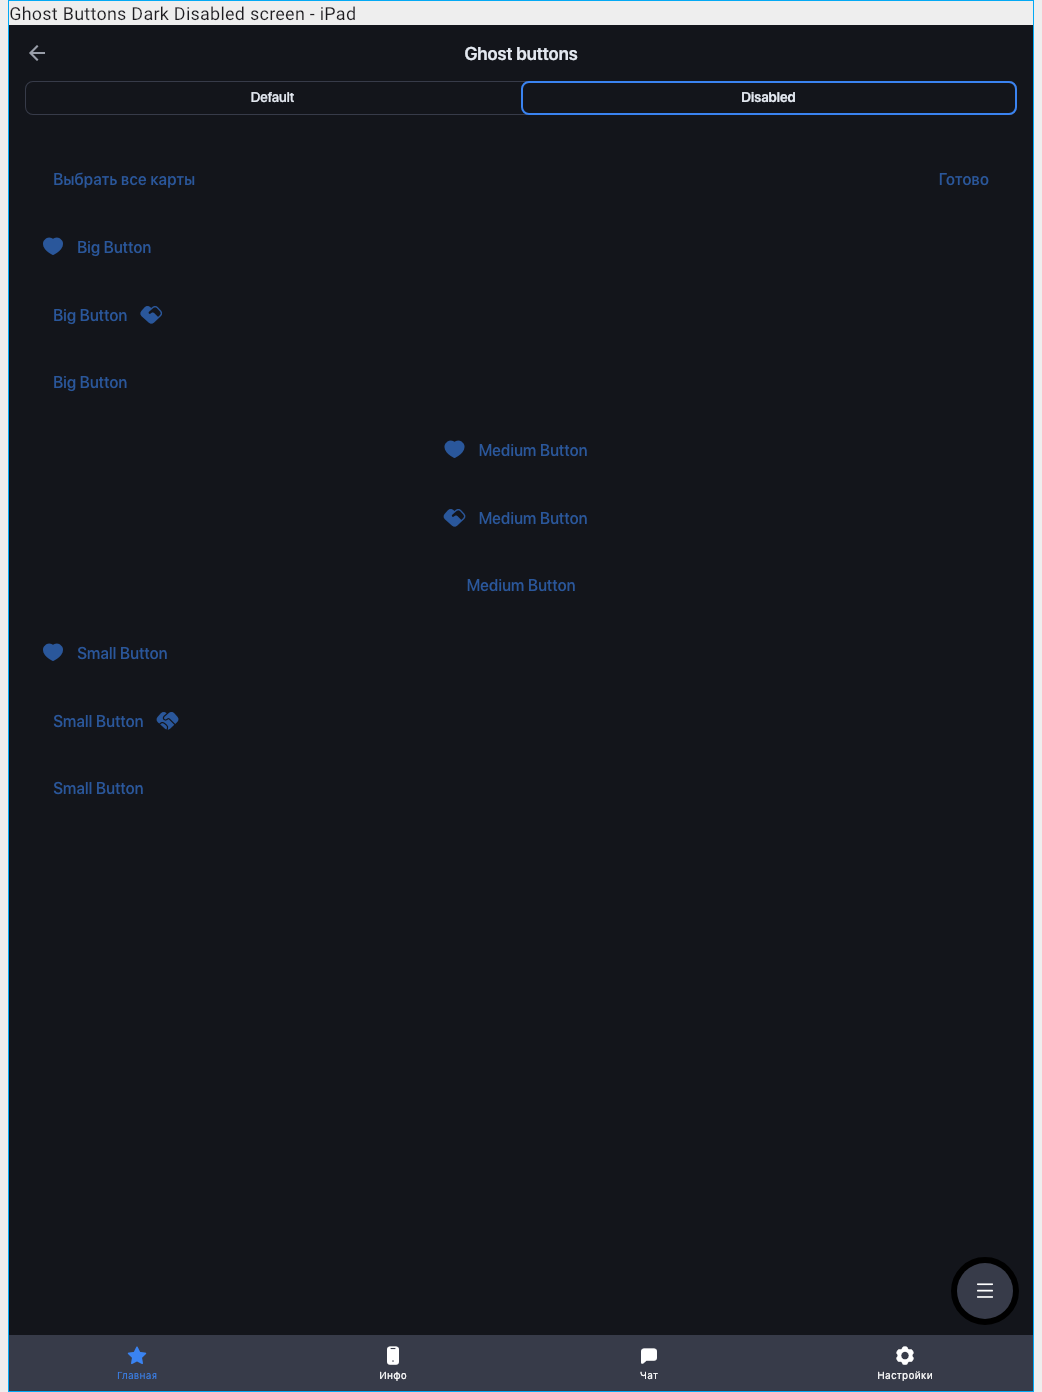 Ghost Buttons Dark Disabled screen - iPad
Ghost buttons
Default Disabled
Выбрать все карты Готово
Big Button
Big Button
Big Button
Medium Button
Medium Button
Medium Button
Small Button
Small Button
Small Button
Главная Инфо Чат Настройки